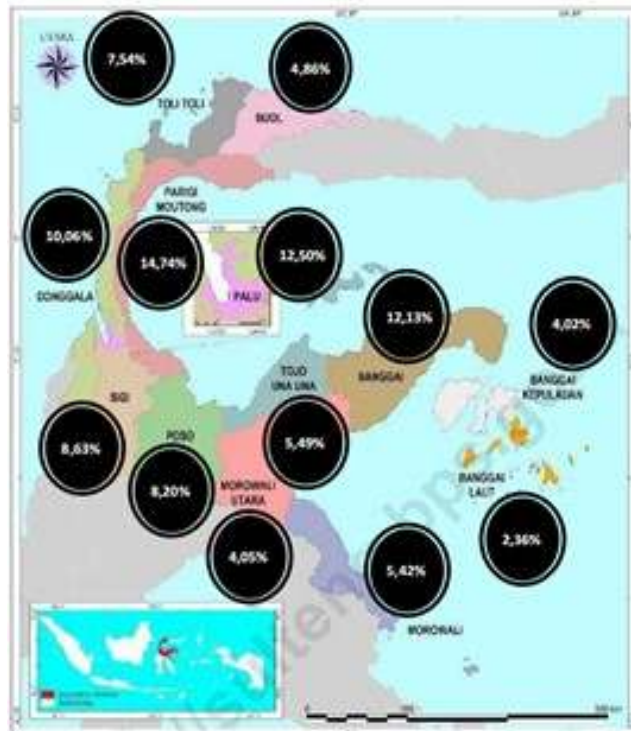 UTARA
7,54%
4,86%
TOLI TOLI
BUOL
PARIGI
MOUTONG
10,06%
14,74%
12,50%
DONGGALA
PALU
12,13%
4,02%
TOJO
UNA UNA
BANGGAI
BANGGAI
KEPULAUAN
SIGI
POSO
8,63%
8,20%
5,49%
MOROWALI
UTARA
BANGGAI
LAUT
4,05%
5,42%
2,36%
MOROWALI